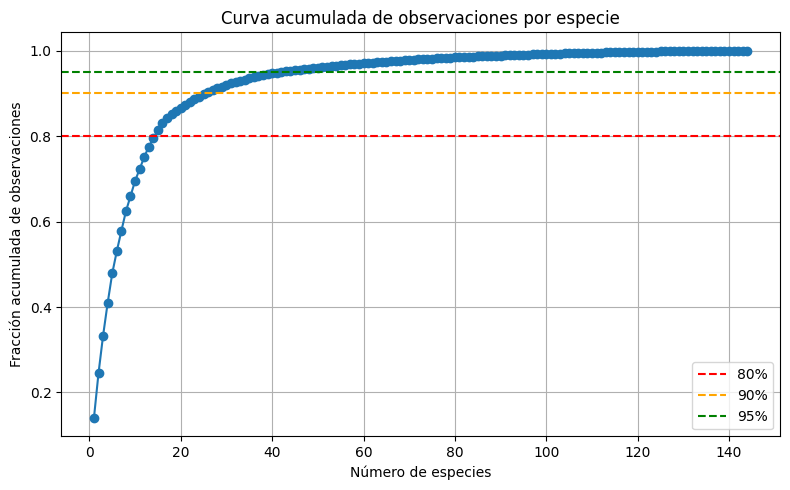 Curva acumulada de observaciones por especie
Fracción acumulada de observaciones
1.0
0.8
0.6
0.4
0.2
0 20 40 60 80 100 120 140
Número de especies
80%
90%
95%